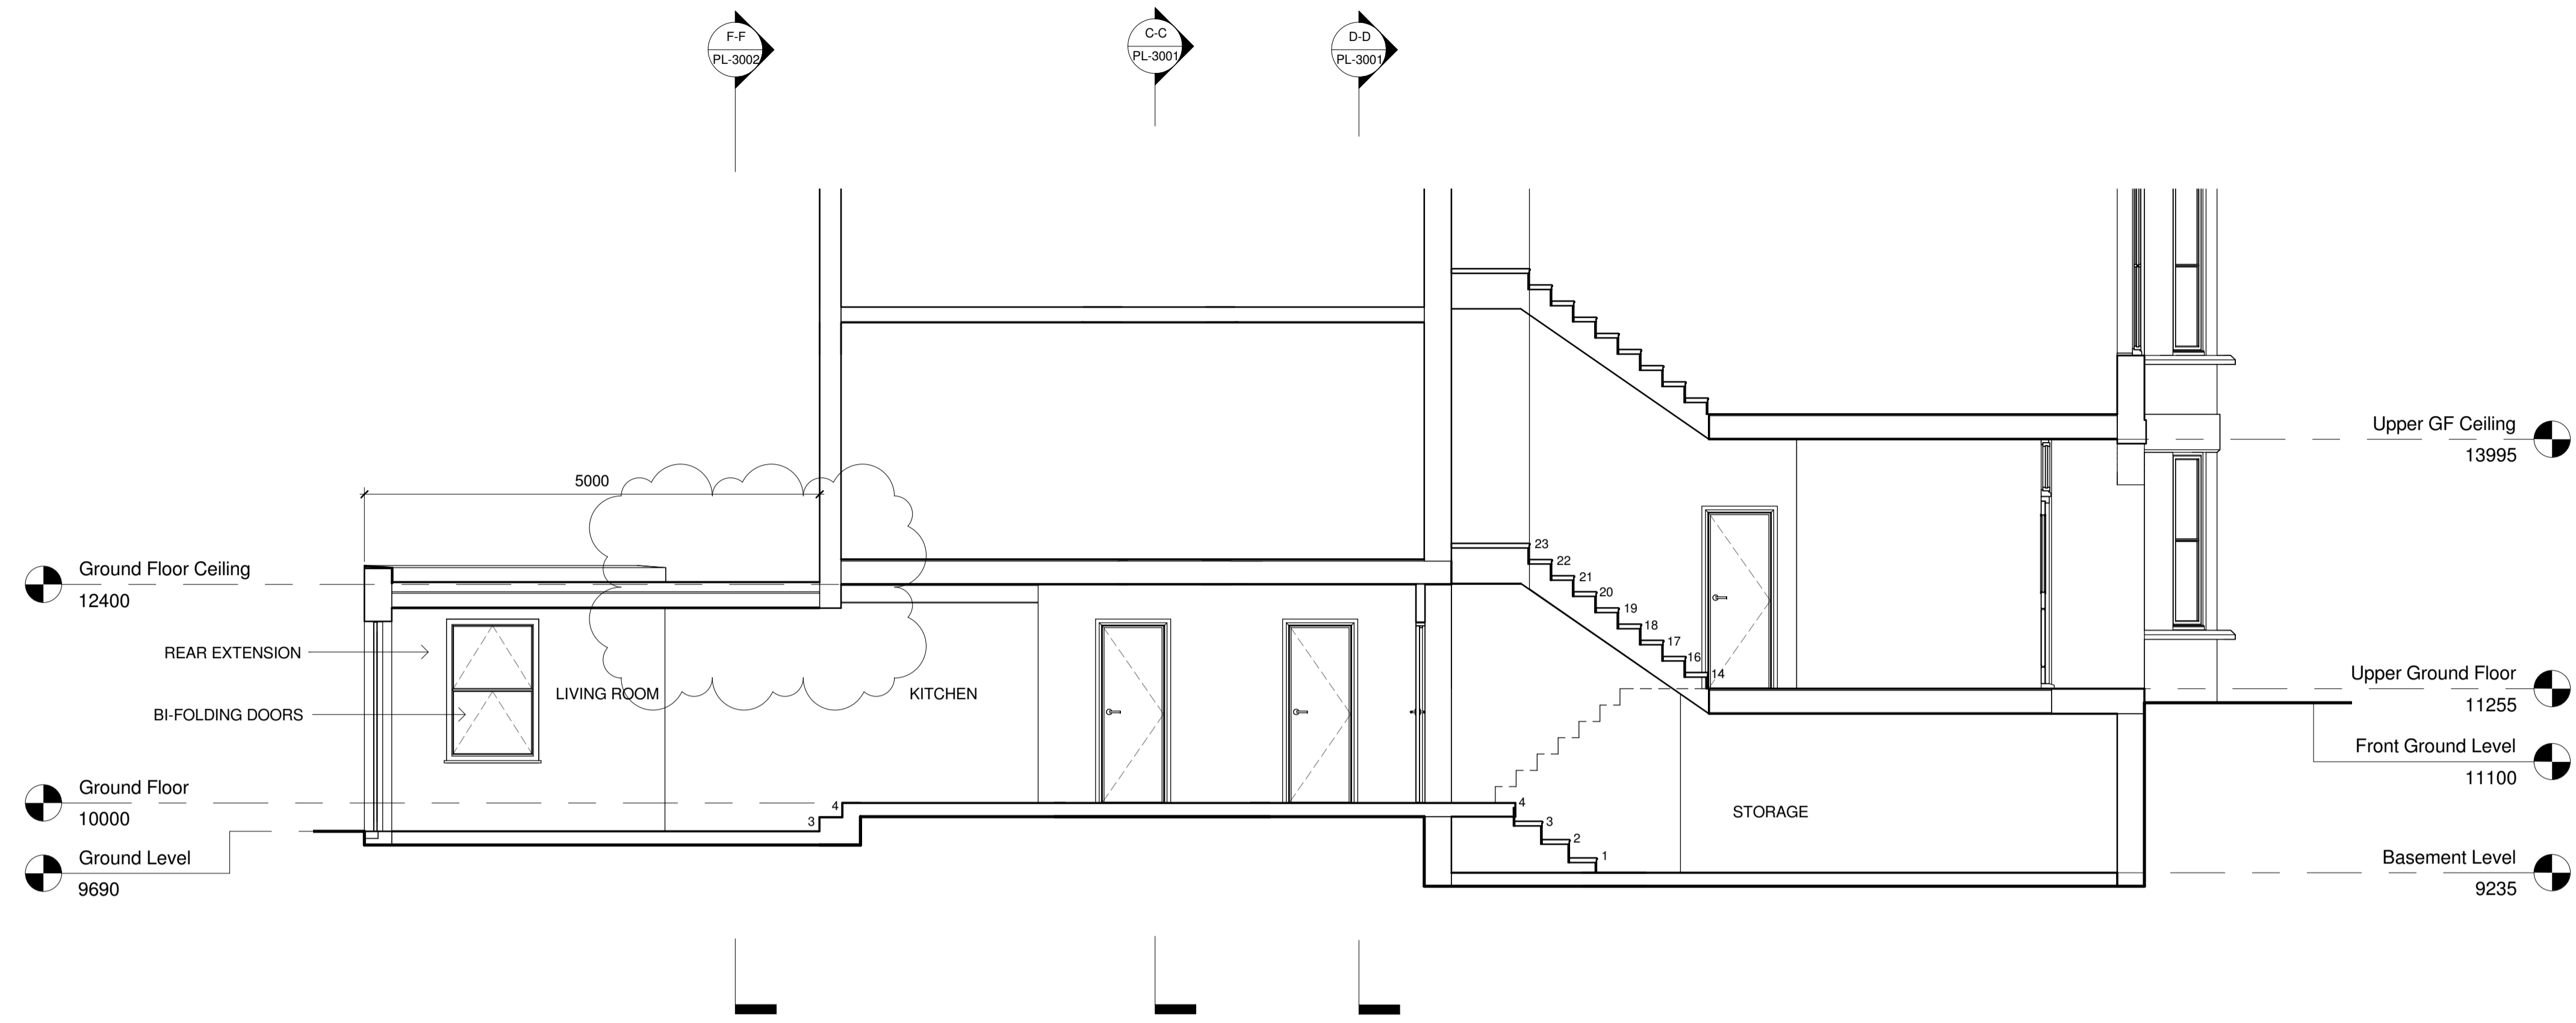 F-F
PL-3002
C-C
PL-3001
D-D
PL-3001
5000
Ground Floor Ceiling
12400
REAR EXTENSION
LIVING ROOM
KITCHEN
BI-FOLDING DOORS
Ground Floor
10000
Ground Level
9690
3
4
23
22
21
20
19
18
17
16
14
4
3
2
1
STORAGE
Upper GF Ceiling
13995
Upper Ground Floor
11255
Front Ground Level
11100
Basement Level
9235